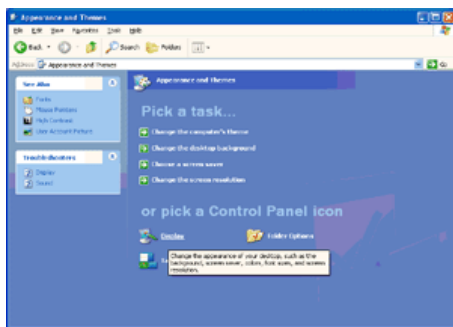 Appearance and Themes
File Edit View Favorites Tools Help
Back Search Folders
Address Appearance and Themes Go
See Also
Fonts
Mouse Pointers
High Contrast
User Account Picture
Troubleshooters
Display
Sound
Appearance and Themes
Pick a task...
Change the computer's theme
Change the desktop background
Choose a screen saver
Change the screen resolution
or pick a Control Panel icon
Display Folder Options
Change the appearance of your desktop, such as the
background, screen saver, colors, font sizes, and screen
resolution.